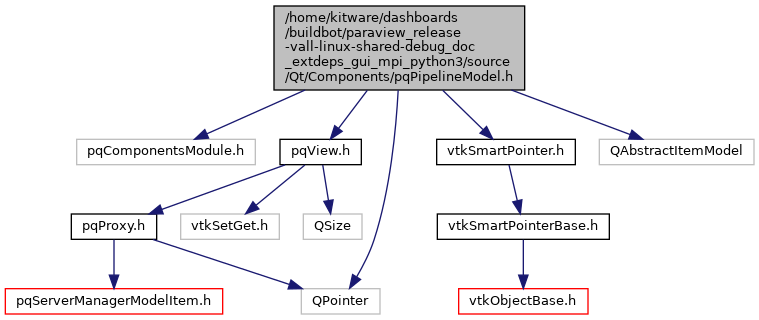 /home/kitware/dashboards
/buildbot/paraview_release
-vall-linux-shared-debug_doc
_extdeps_gui_mpi_python3/source
/Qt/Components/pqPipelineModel.h
pqComponentsModule.h
pqView.h
vtkSmartPointer.h
QAbstractItemModel
pqProxy.h
vtkSetGet.h
QSize
vtkSmartPointerBase.h
pqServerManagerModelItem.h
QPointer
vtkObjectBase.h